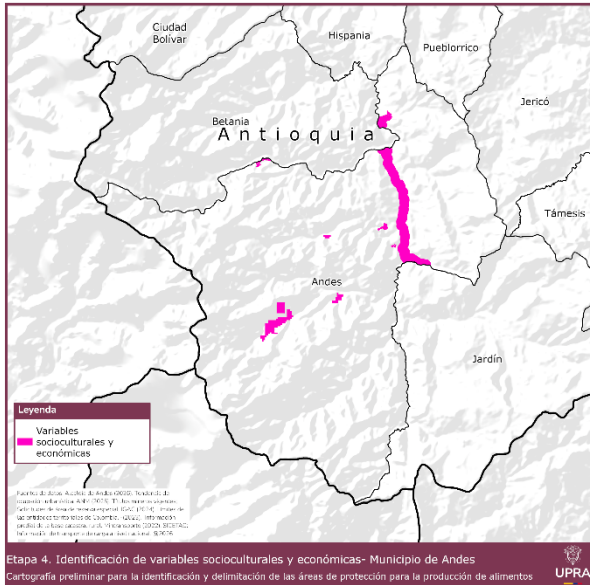 Ciudad
Bolívar
Hispania
Pueblorrico
Jericó
Betania
Antioquia
Támesis
Andes
Jardín
Leyenda
Variables
socioculturales y
económicas
Etapa 4. Identificación de variables socioculturales y económicas- Municipio de Andes
Cartografía preliminar para la identificación y delimitación de las áreas de protección para la producción de alimentos
UPRA